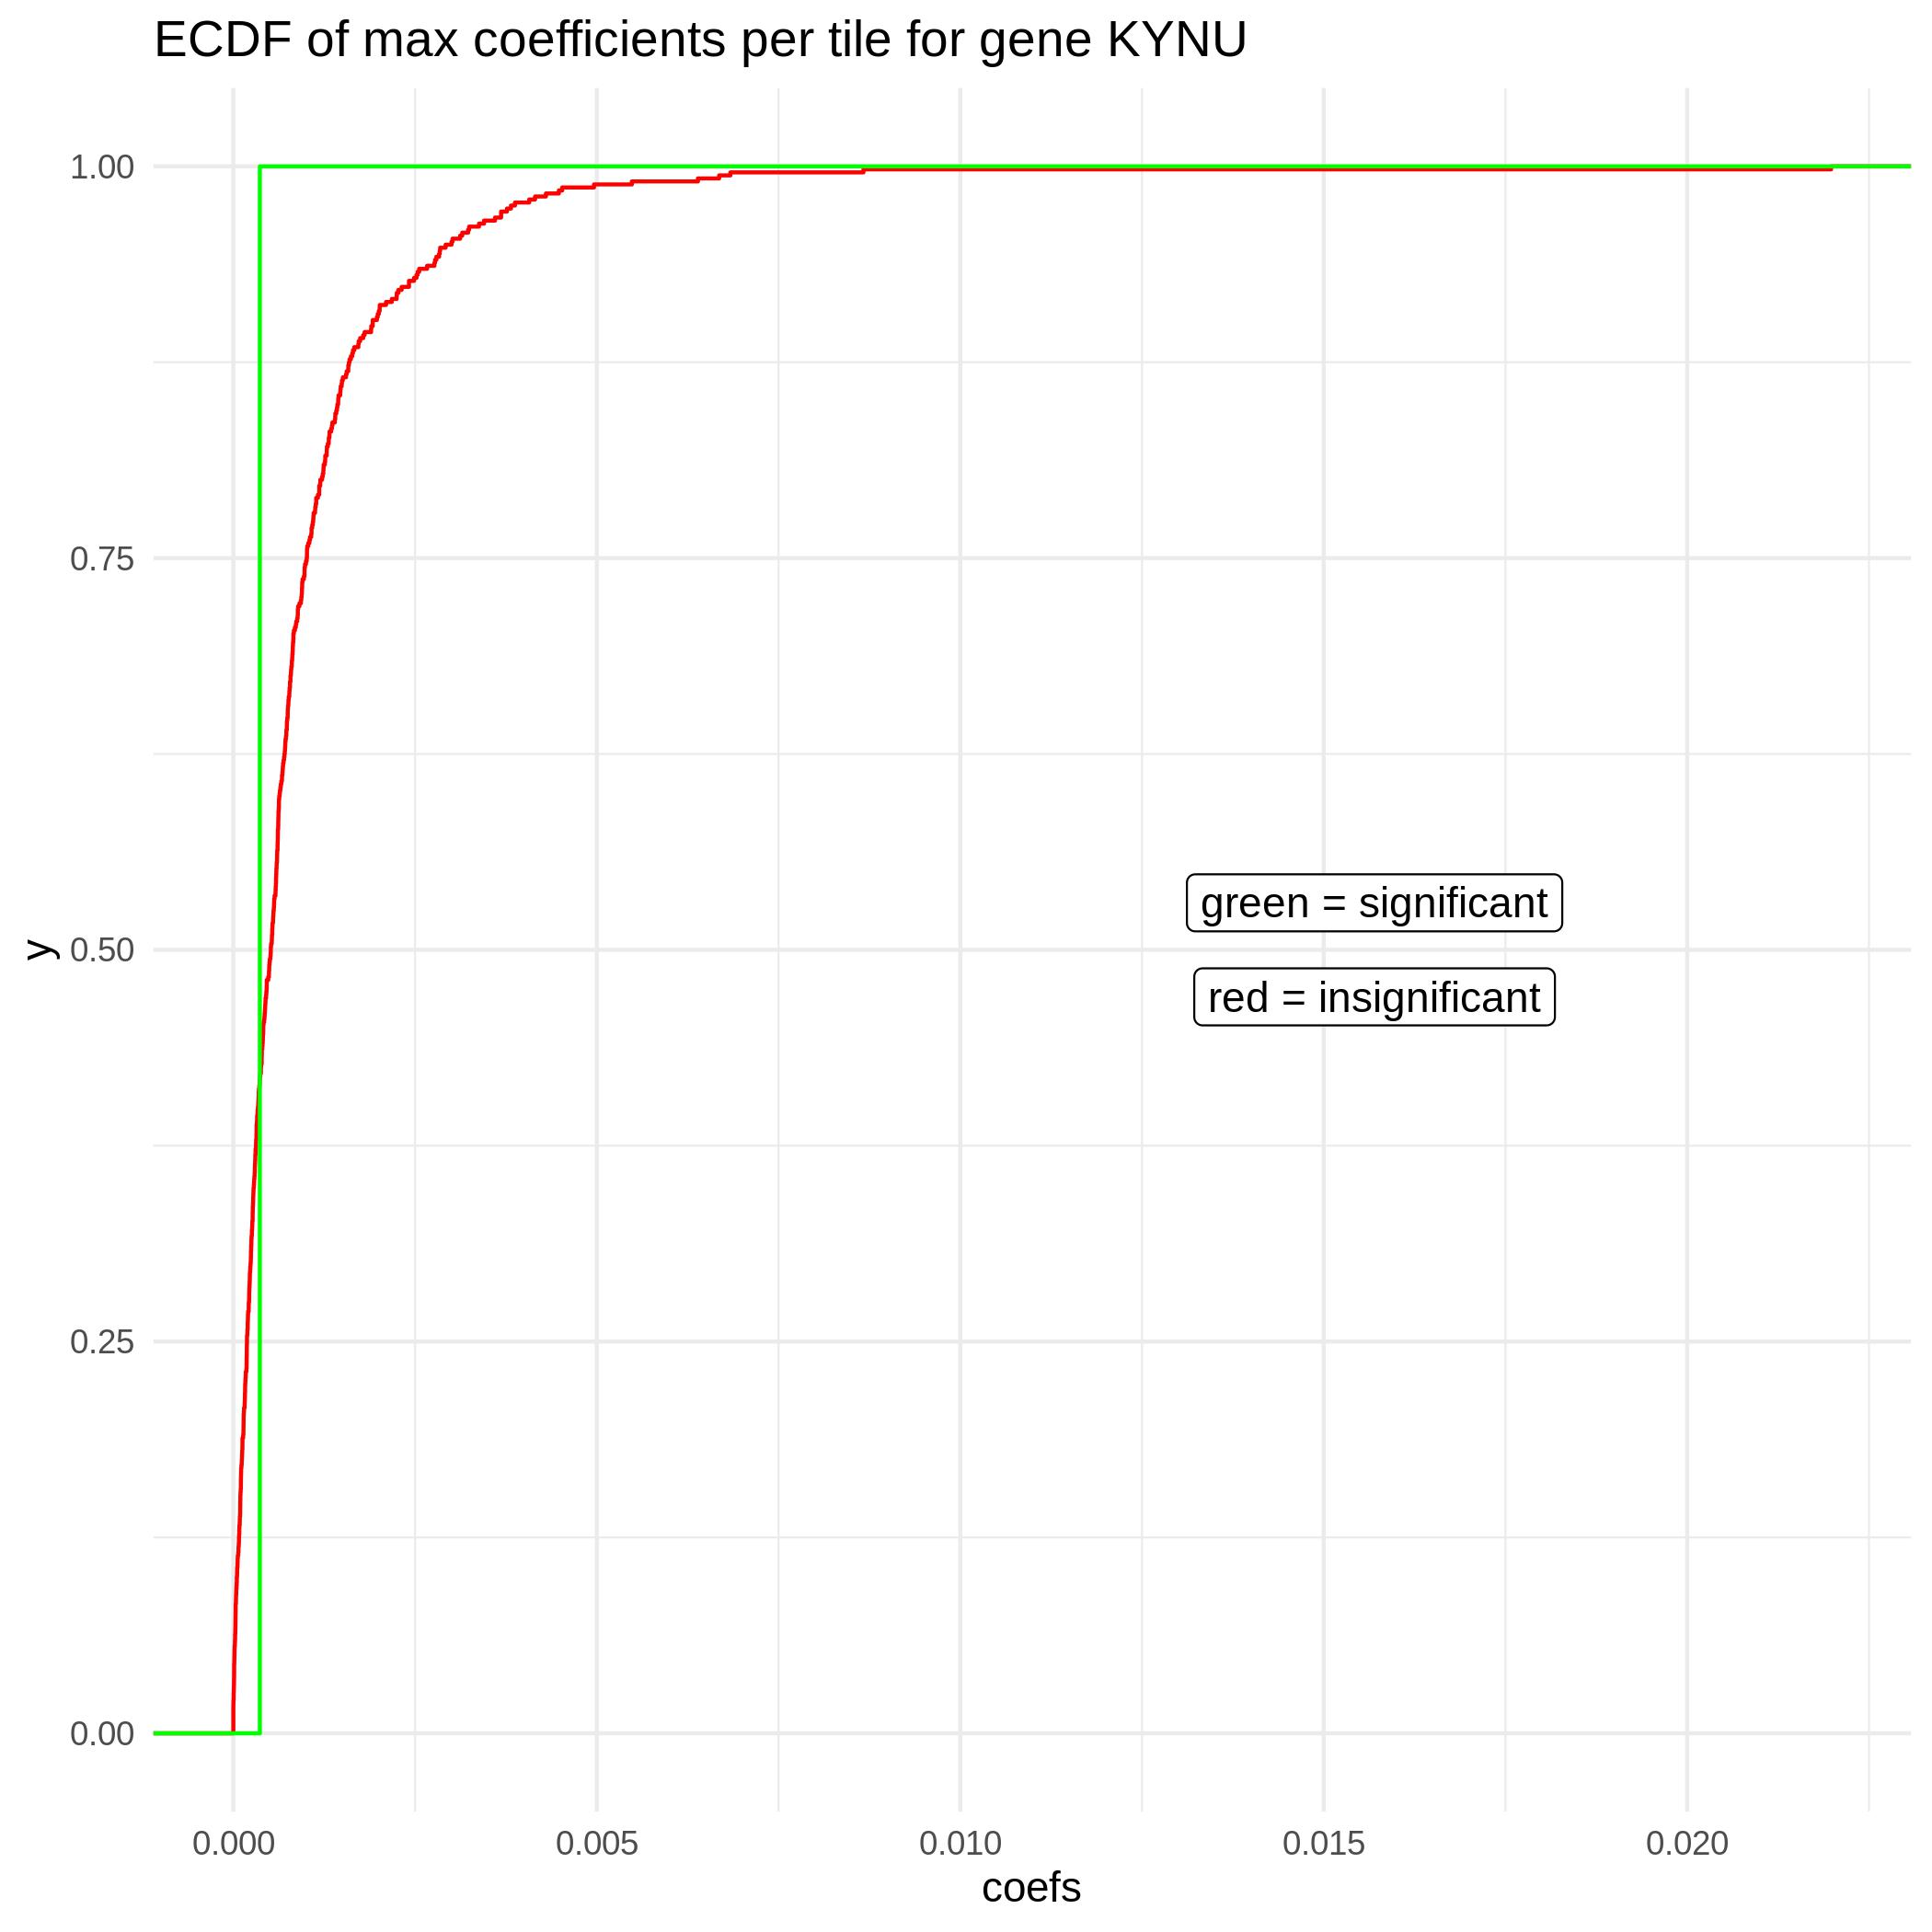 ECDF of max coefficients per tile for gene KYNU
1.00
0.75
0.50
0.25
0.00
y
green = significant
red = insignificant
0.000 0.005 0.010 0.015 0.020
coefs